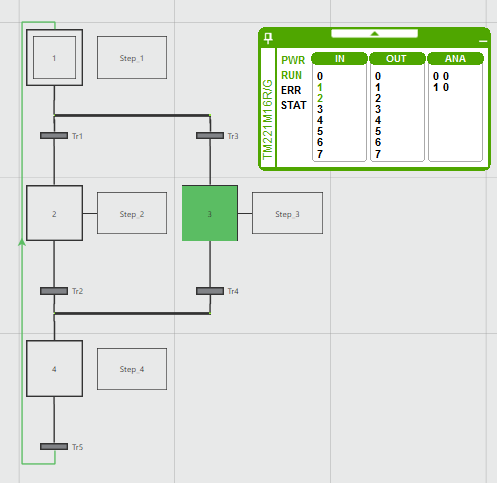 1
Step_1
Tr1
Tr3
2
Step_2
3
Step_3
Tr2
Tr4
4
Step_4
Tr5
TM221M16R/G
PWR
RUN
ERR
STAT
IN
0
1
2
3
4
5
6
7
OUT
0
1
2
3
4
5
6
7
ANA
0 0
1 0